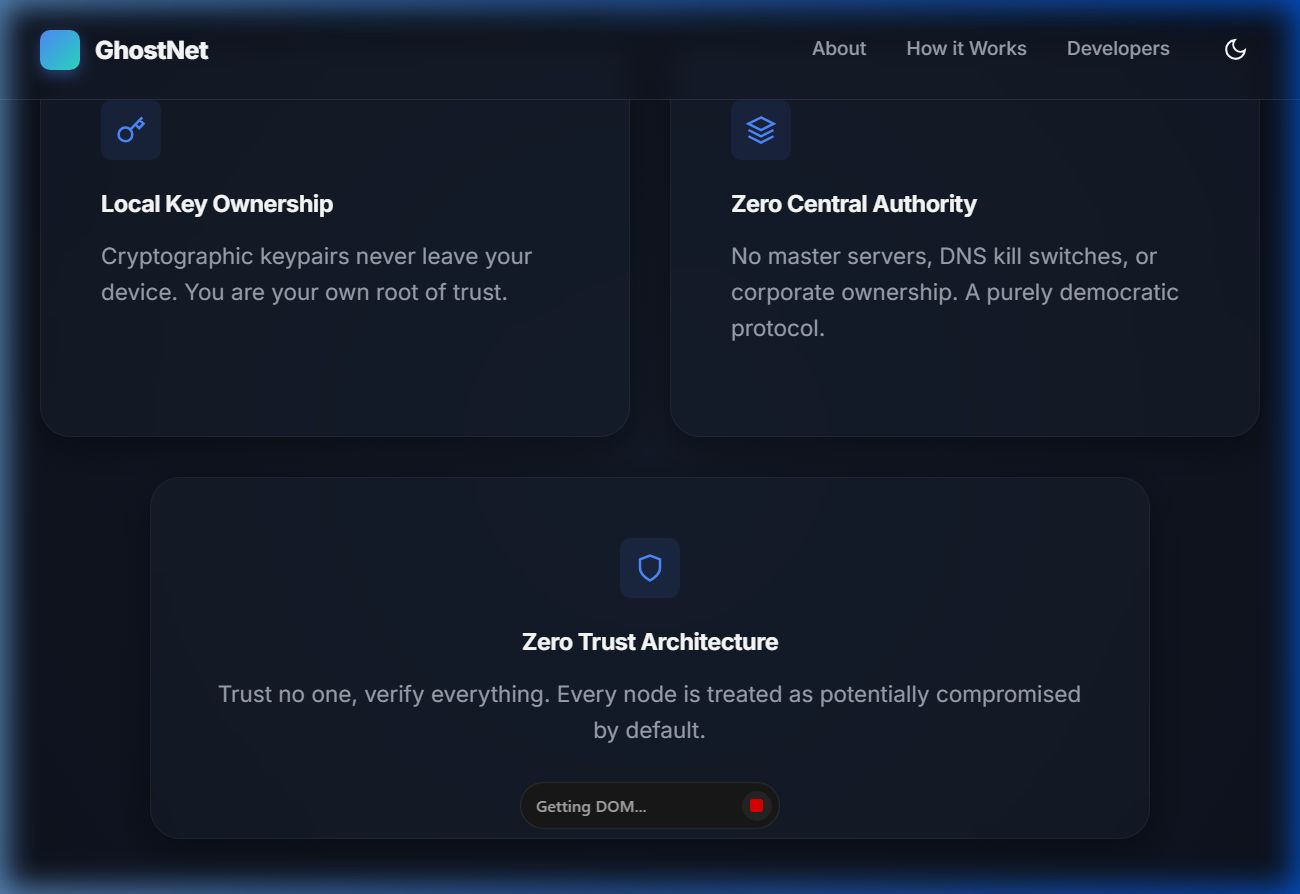 GhostNet
About
How it Works
Developers
Local Key Ownership
Cryptographic keypairs never leave your
device. You are your own root of trust.
Zero Central Authority
No master servers, DNS kill switches, or
corporate ownership. A purely democratic
protocol.
Zero Trust Architecture
Trust no one, verify everything. Every node is treated as potentially compromised
by default.
Getting DOM...